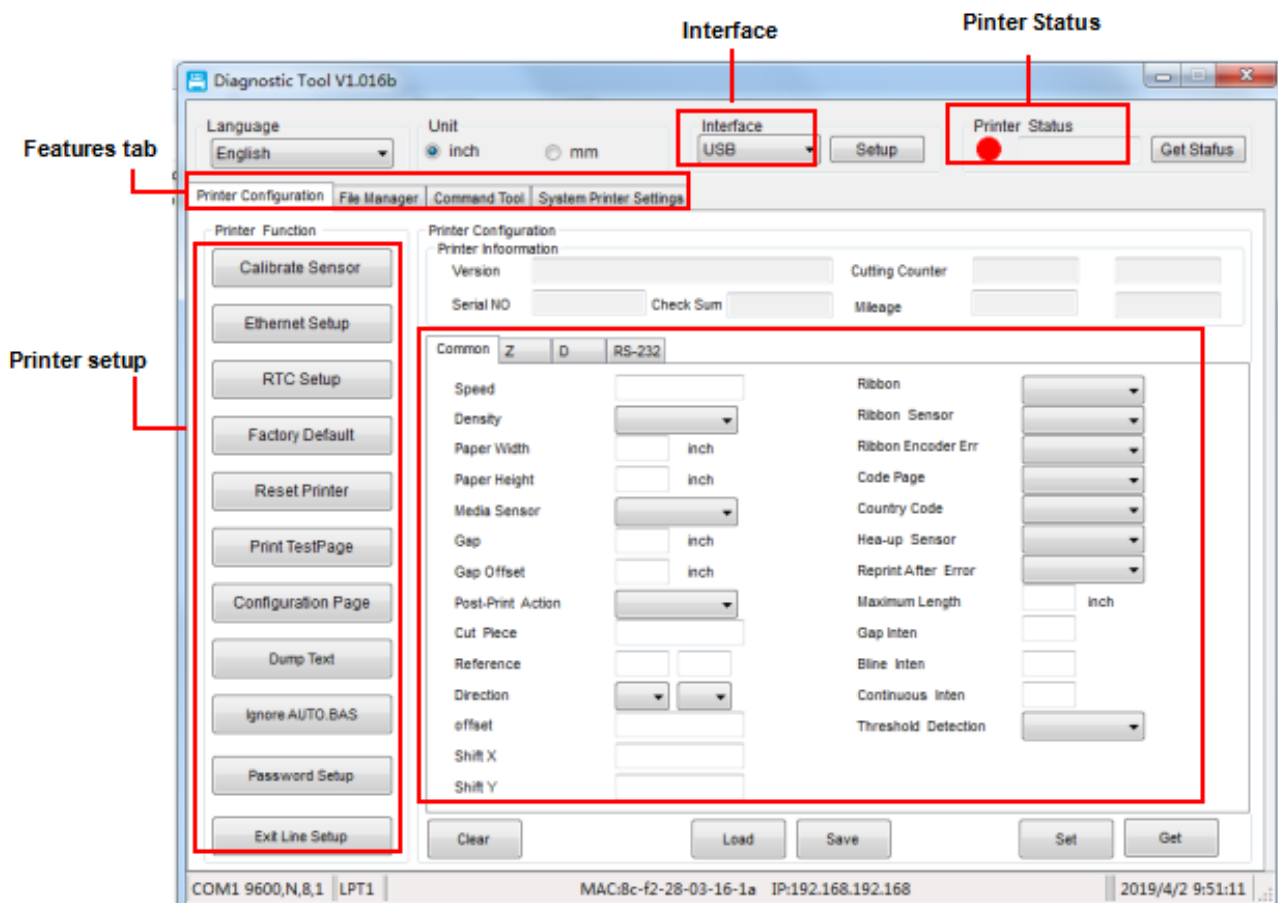 Pinter Status
Interface
Diagnostic Tool V1.016b
Language
Unit
Interface
Printer Status
Features tab
English
inch
mm
USB
Setup
Get Status
Printer Configuration
File Manager
Command Tool
System Printer Settings
Printer Function
Printer Configuration
Printer Infoormation
Calibrate Sensor
Version
Cutting Counter
Serial NO
Check Sum
Mileage
Ethernet Setup
Printer setup
Common
Z
D
RS-232
RTC Setup
Speed
Ribbon
Density
Ribbon Sensor
Factory Default
Paper Width
inch
Ribbon Encoder Err
Paper Height
inch
Code Page
Reset Printer
Media Sensor
Country Code
Gap
inch
Hea-up Sensor
Print TestPage
Gap Offset
inch
Reprint After Error
Configuration Page
Post-Print Action
Maximum Length
inch
Cut Piece
Gap Inten
Dump Text
Reference
Bline Inten
Direction
Continuous Inten
Ignore AUTO.BAS
offset
Threshold Detection
Shift X
Password Setup
Shift Y
Exit Line Setup
Clear
Load
Save
Set
Get
COM1 9600,N,8,1
LPT1
MAC:8c-f2-28-03-16-1a IP:192.168.192.168
2019/4/2 9:51:11